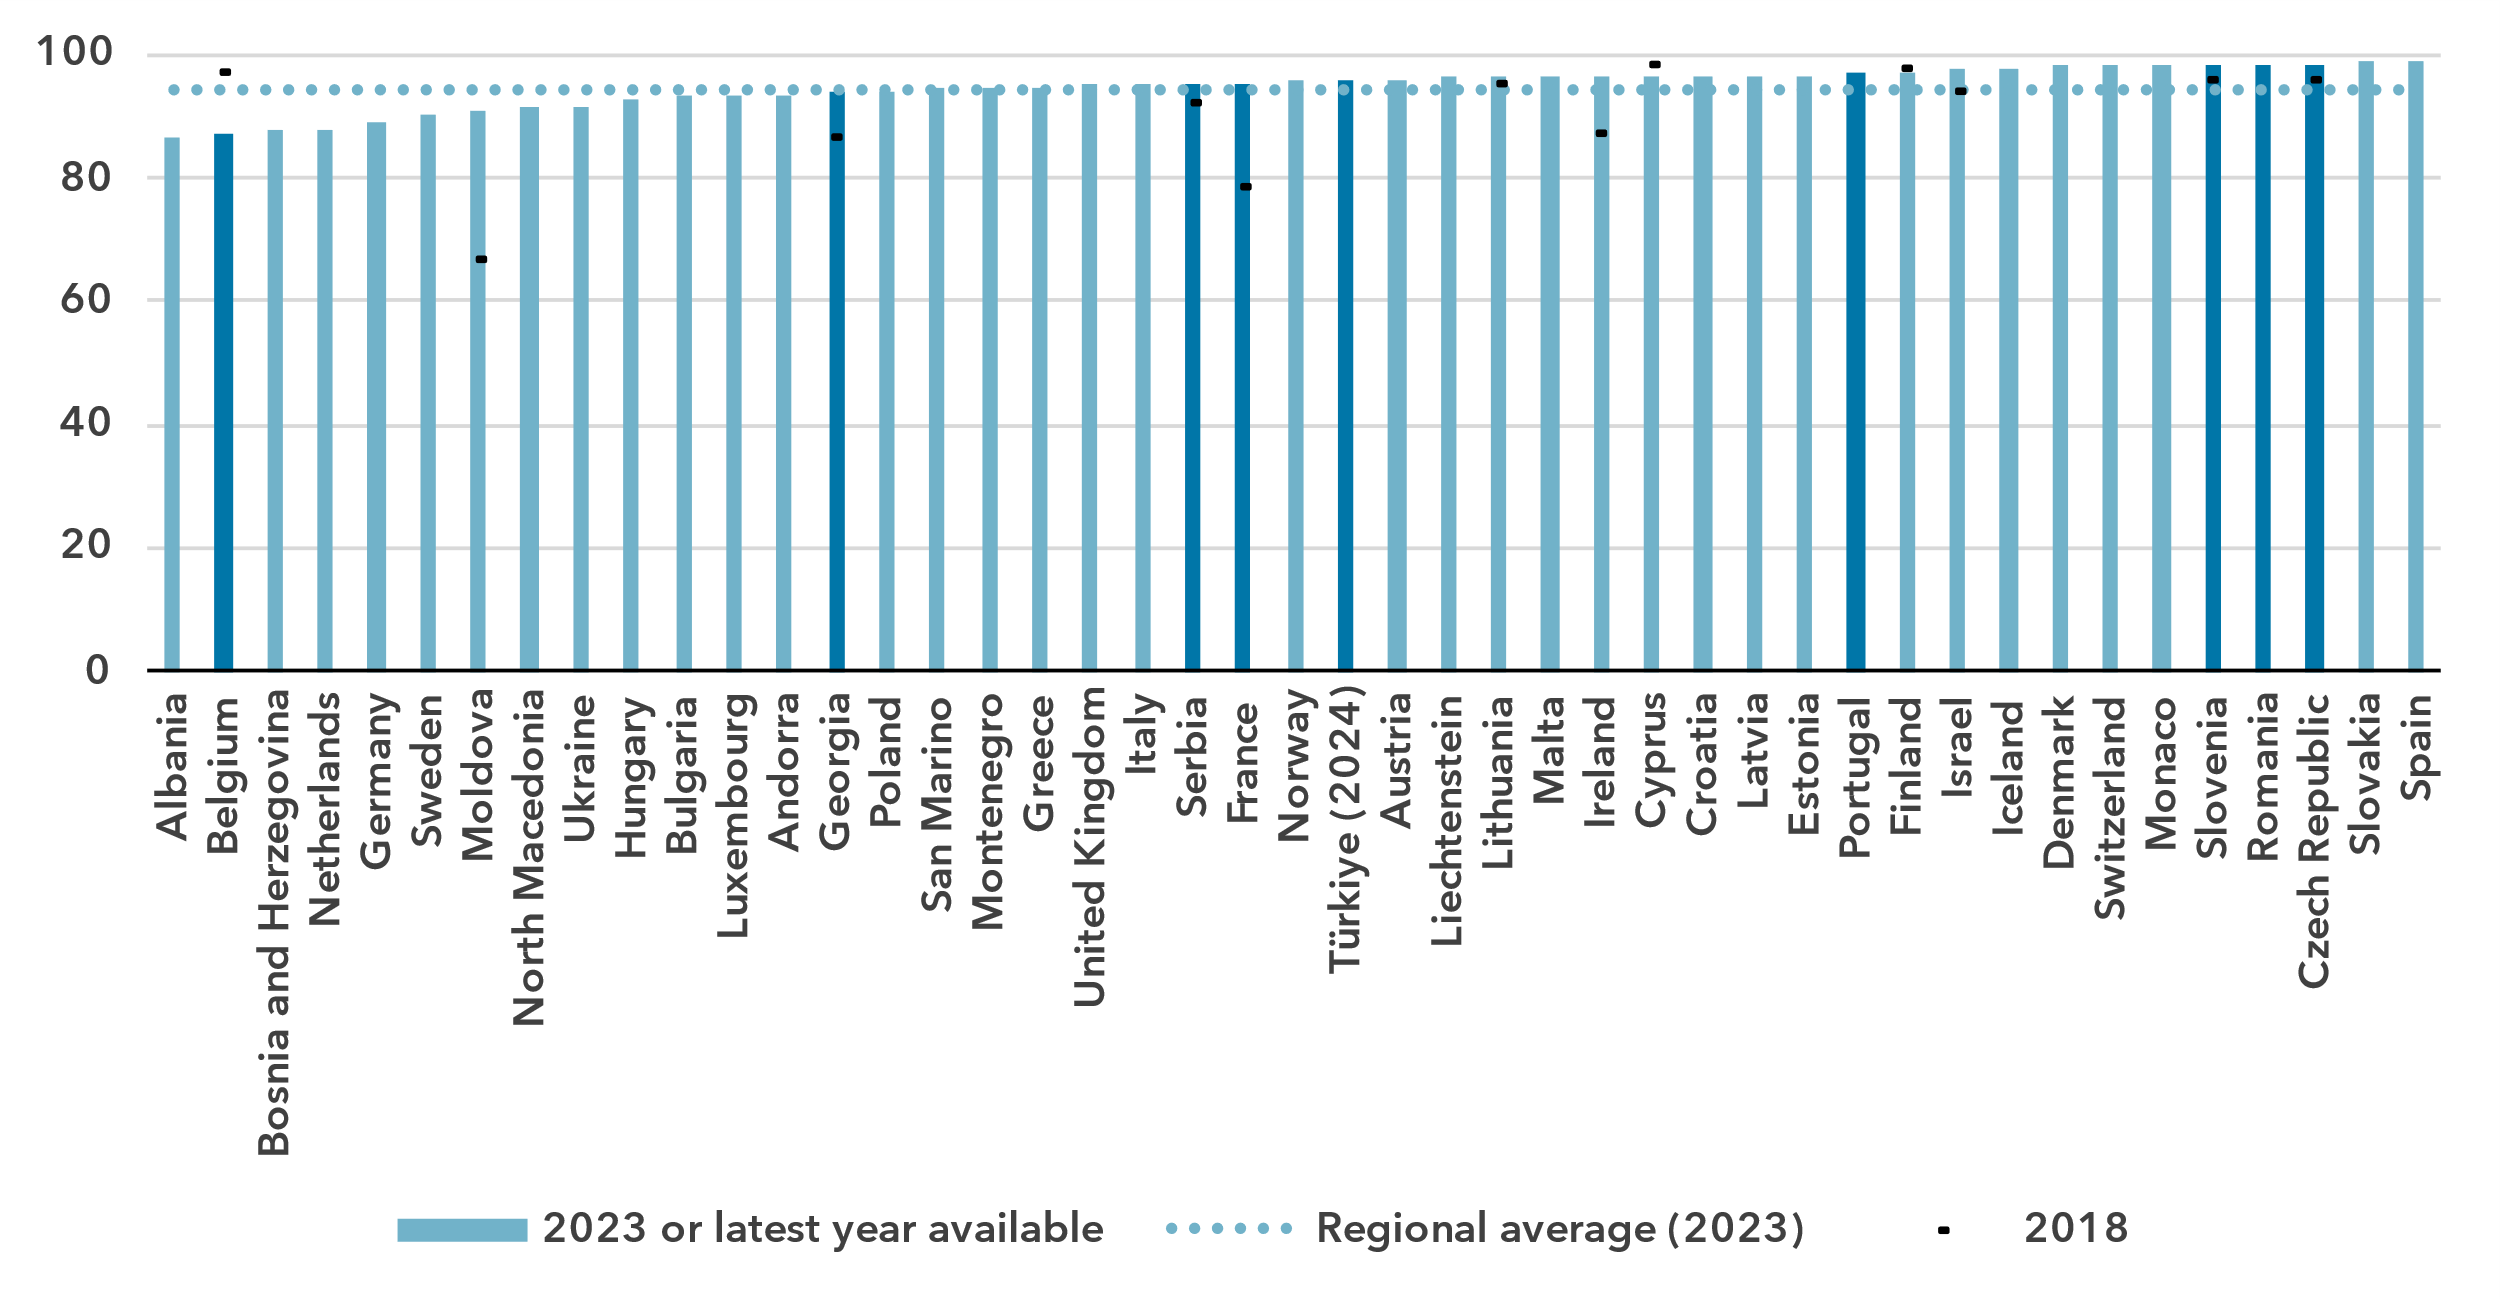 100
80
60
40
20
0
Albania
Belgium
Bosnia and Herzegovina
Netherlands
Germany
Sweden
Moldova
North Macedonia
Ukraine
Hungary
Bulgaria
Luxembourg
Andorra
Georgia
Poland
San Marino
Montenegro
Greece
United Kingdom
Italy
Serbia
France
Norway
Türkiye (2024)
Austria
Liechtenstein
Lithuania
Malta
Ireland
Cyprus
Croatia
Latvia
Estonia
Portugal
Finland
Israel
Iceland
Denmark
Switzerland
Monaco
Slovenia
Romania
Czech Republic
Slovakia
Spain
2023 or latest year available
Regional average (2023)
2018